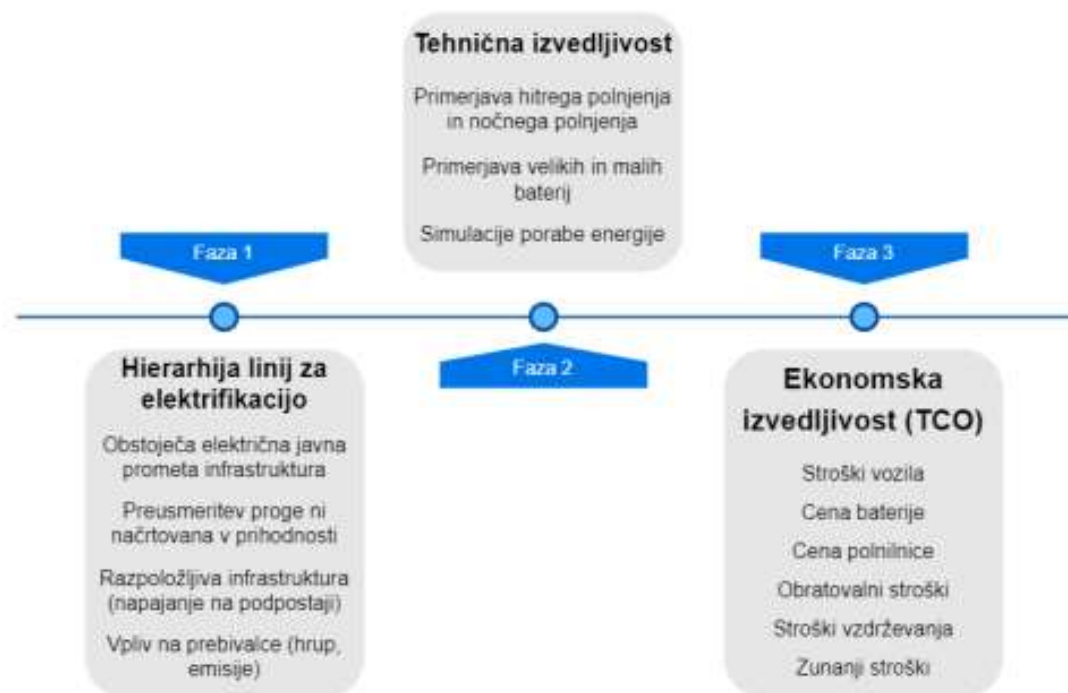 Tehnična izvedljivost
Primerjava hitrega polnjenja
in nočnega polnjenja
Primerjava velikih in malih
baterij
Simulacije porabe energije
Faza 1
Faza 3
Faza 2
Hierarhija linij za
elektrifikacijo
Obstoječa električna javna
prometa infrastruktura
Preusmeritev proge ni
načrtovana v prihodnosti
Razpoložljiva infrastruktura
(napajanje na podpostaji)
Vpliv na prebivalce (hrup,
emisije)
Ekonomska
izvedljivost (TCO)
Stroški vozila
Cena baterije
Cena polnilnice
Obratovalni stroški
Stroški vzdrževanja
Zunanji stroški